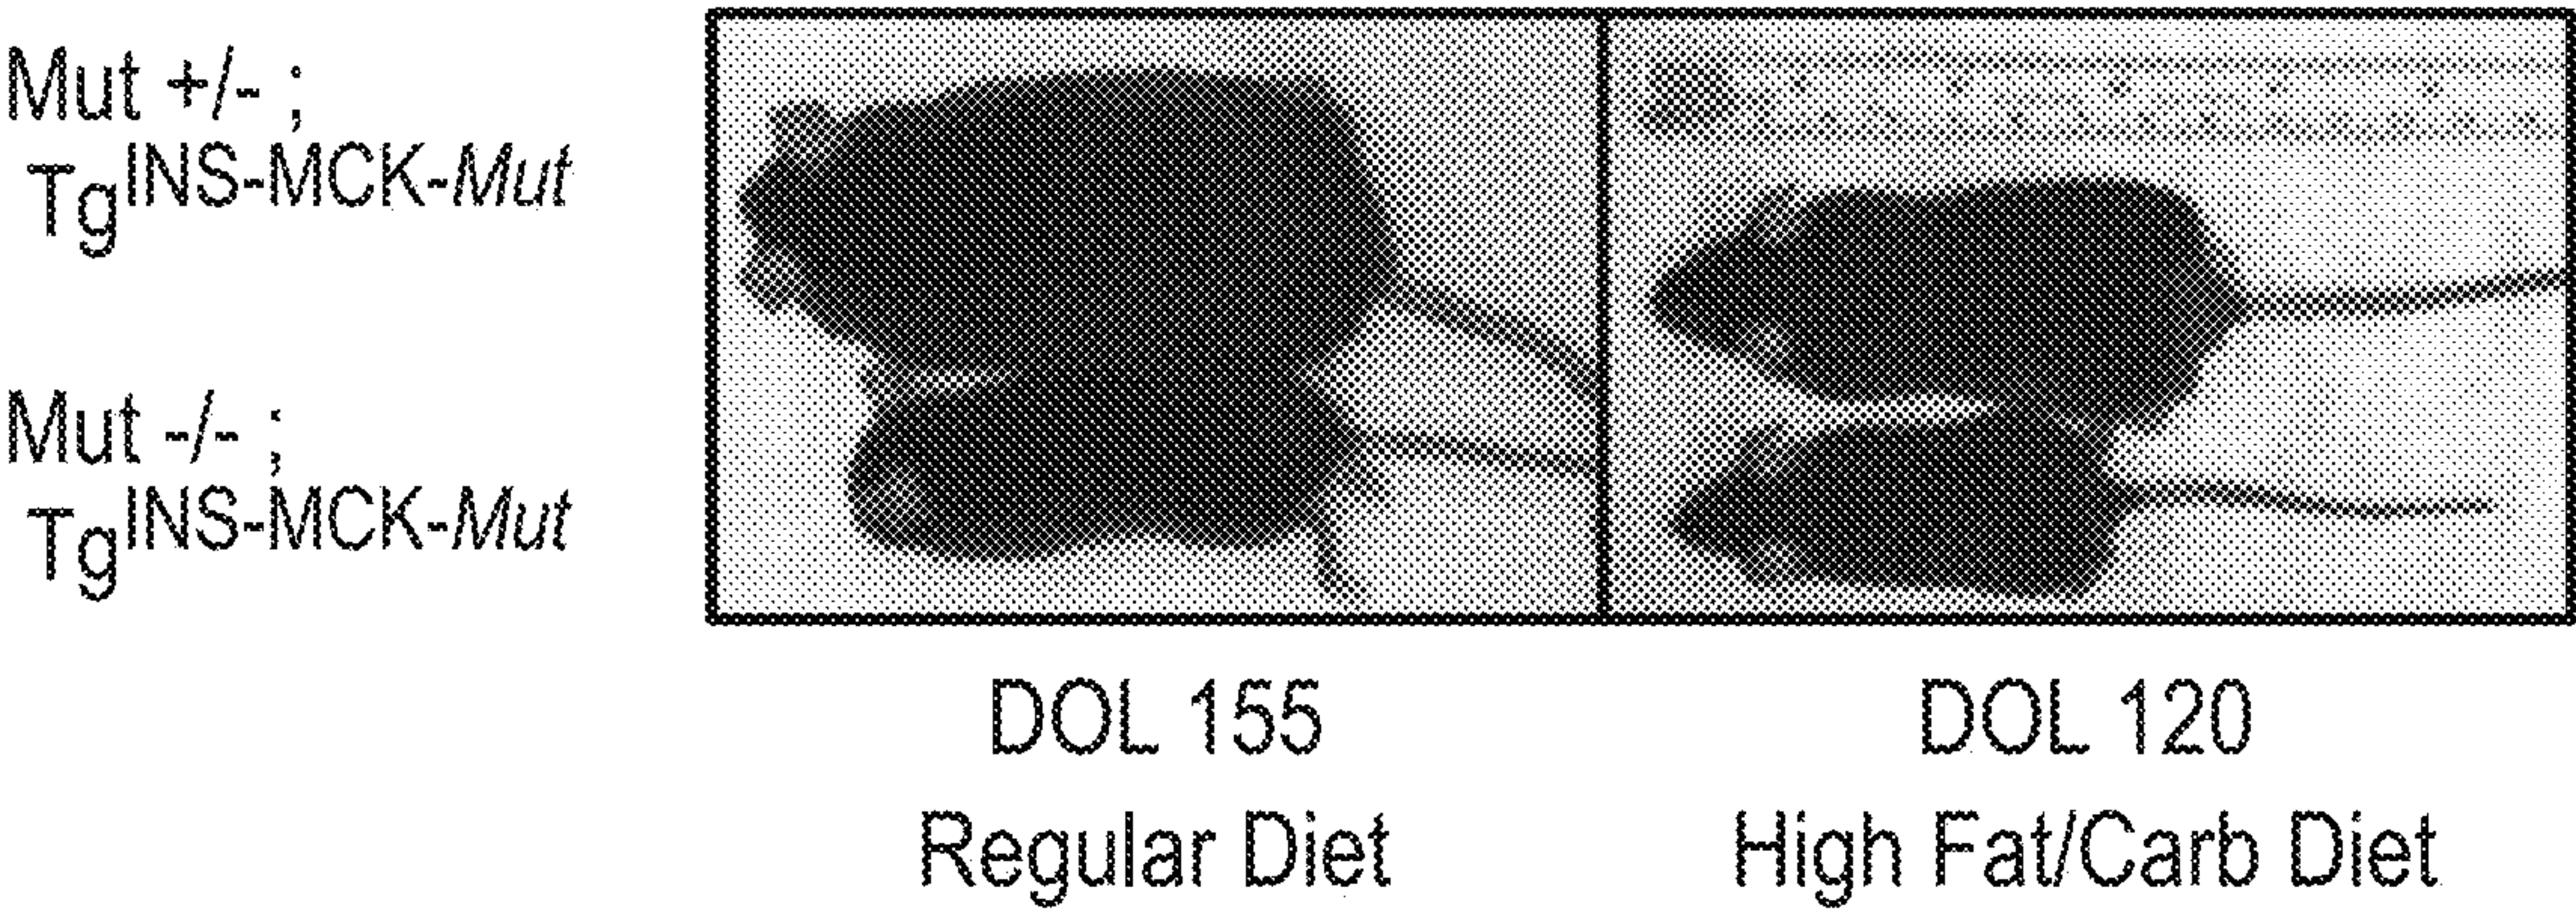 Mut +/- ;
TgINS-MCK-Mut
Mut -/- ;
TgINS-MCK-Mut
DOL 155
Regular Diet
DOL 120
High Fat/Carb Diet